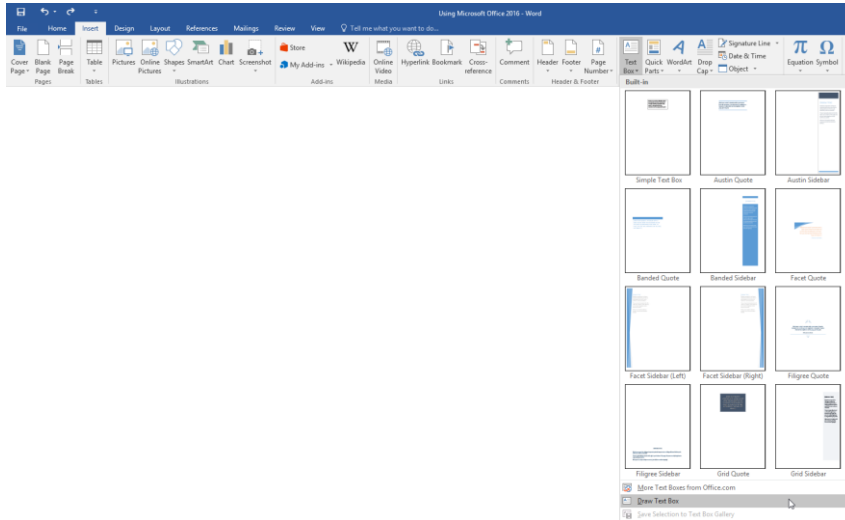 Using Microsoft Office 2016 - Word
File Home Insert Design Layout References Mailings Review View Tell me what you want to do...
Cover Page Blank Page Page Break Table Pictures Online Pictures Shapes SmartArt Chart Screenshot Store My Add-ins Wikipedia Online Video Hyperlink Bookmark Cross-reference Comment Header Footer Page Number Text Box Quick Parts WordArt Drop Cap Signature Line Date & Time Object Equation Symbol
Pages Tables Illustrations Add-ins Media Links Comments Header & Footer
Built-in
Simple Text Box Austin Quote Austin Sidebar
Banded Quote Banded Sidebar Facet Quote
Facet Sidebar (Left) Facet Sidebar (Right) Filigree Quote
Filigree Sidebar Grid Quote Grid Sidebar
More Text Boxes from Office.com
Draw Text Box
Save Selection to Text Box Gallery